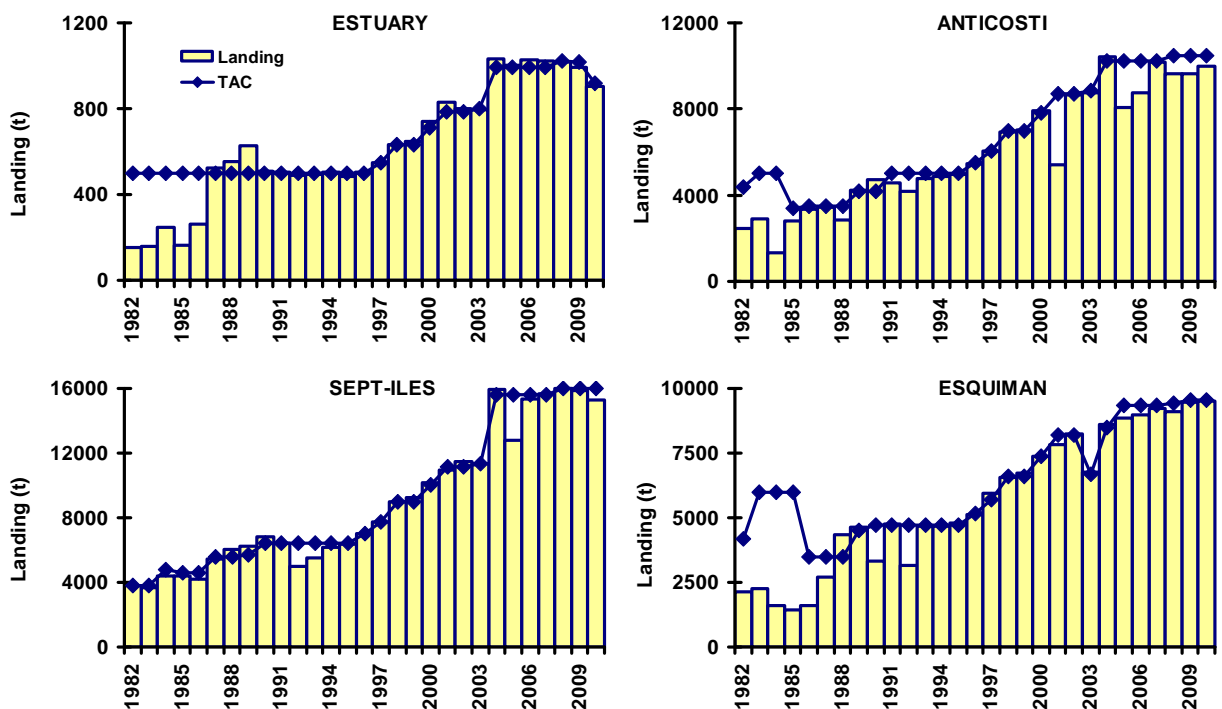 ESTUARY
Landing (t)
1200
800
400
0
Landing
TAC
1982 1985 1988 1991 1994 1997 2000 2003 2006 2009
ANTICOSTI
Landing (t)
12000
8000
4000
0
1982 1985 1988 1991 1994 1997 2000 2003 2006 2009
SEPT-ILES
Landing (t)
16000
12000
8000
4000
0
1982 1985 1988 1991 1994 1997 2000 2003 2006 2009
ESQUIMAN
Landing (t)
10000
7500
5000
2500
0
1982 1985 1988 1991 1994 1997 2000 2003 2006 2009